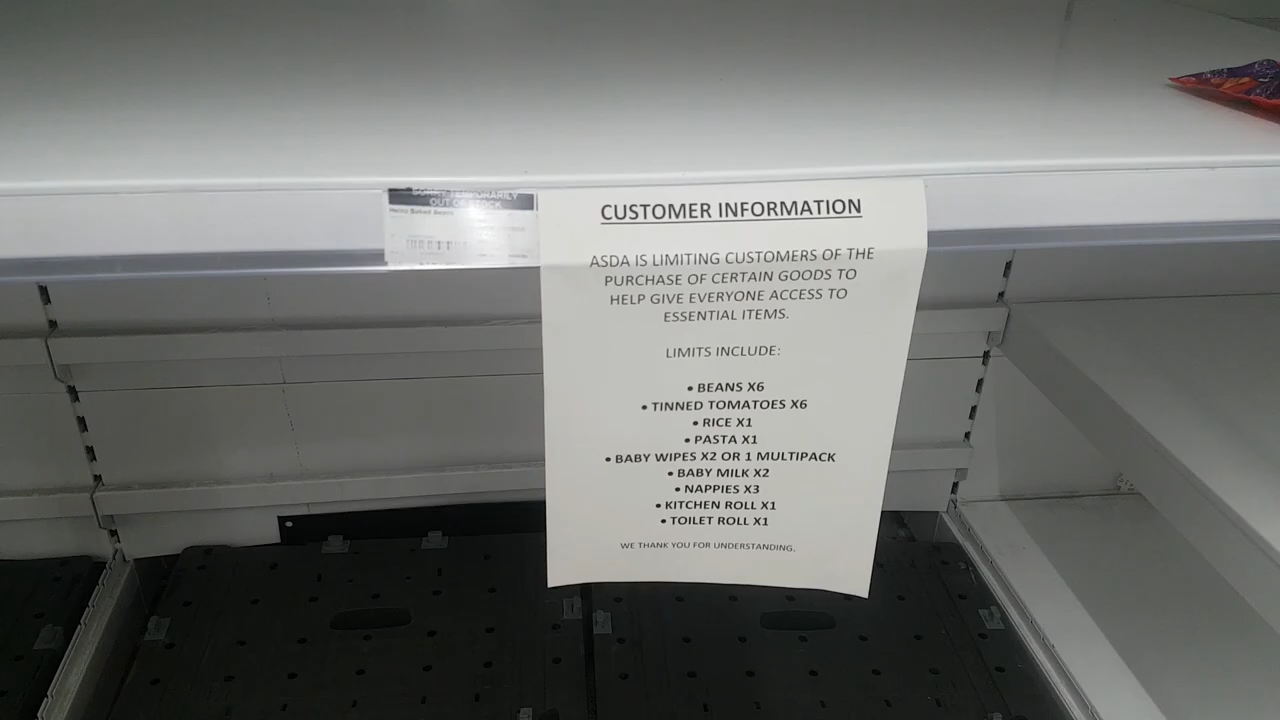 SORRY TEMPORARILY
OUT OF STOCK
Heinz Baked Beans
CUSTOMER INFORMATION
ASDA IS LIMITING CUSTOMERS OF THE
PURCHASE OF CERTAIN GOODS TO
HELP GIVE EVERYONE ACCESS TO
ESSENTIAL ITEMS.
LIMITS INCLUDE:
• BEANS X6
• TINNED TOMATOES X6
• RICE X1
• PASTA X1
• BABY WIPES X2 OR 1 MULTIPACK
• BABY MILK X2
• NAPPIES X3
• KITCHEN ROLL X1
• TOILET ROLL X1
WE THANK YOU FOR UNDERSTANDING.